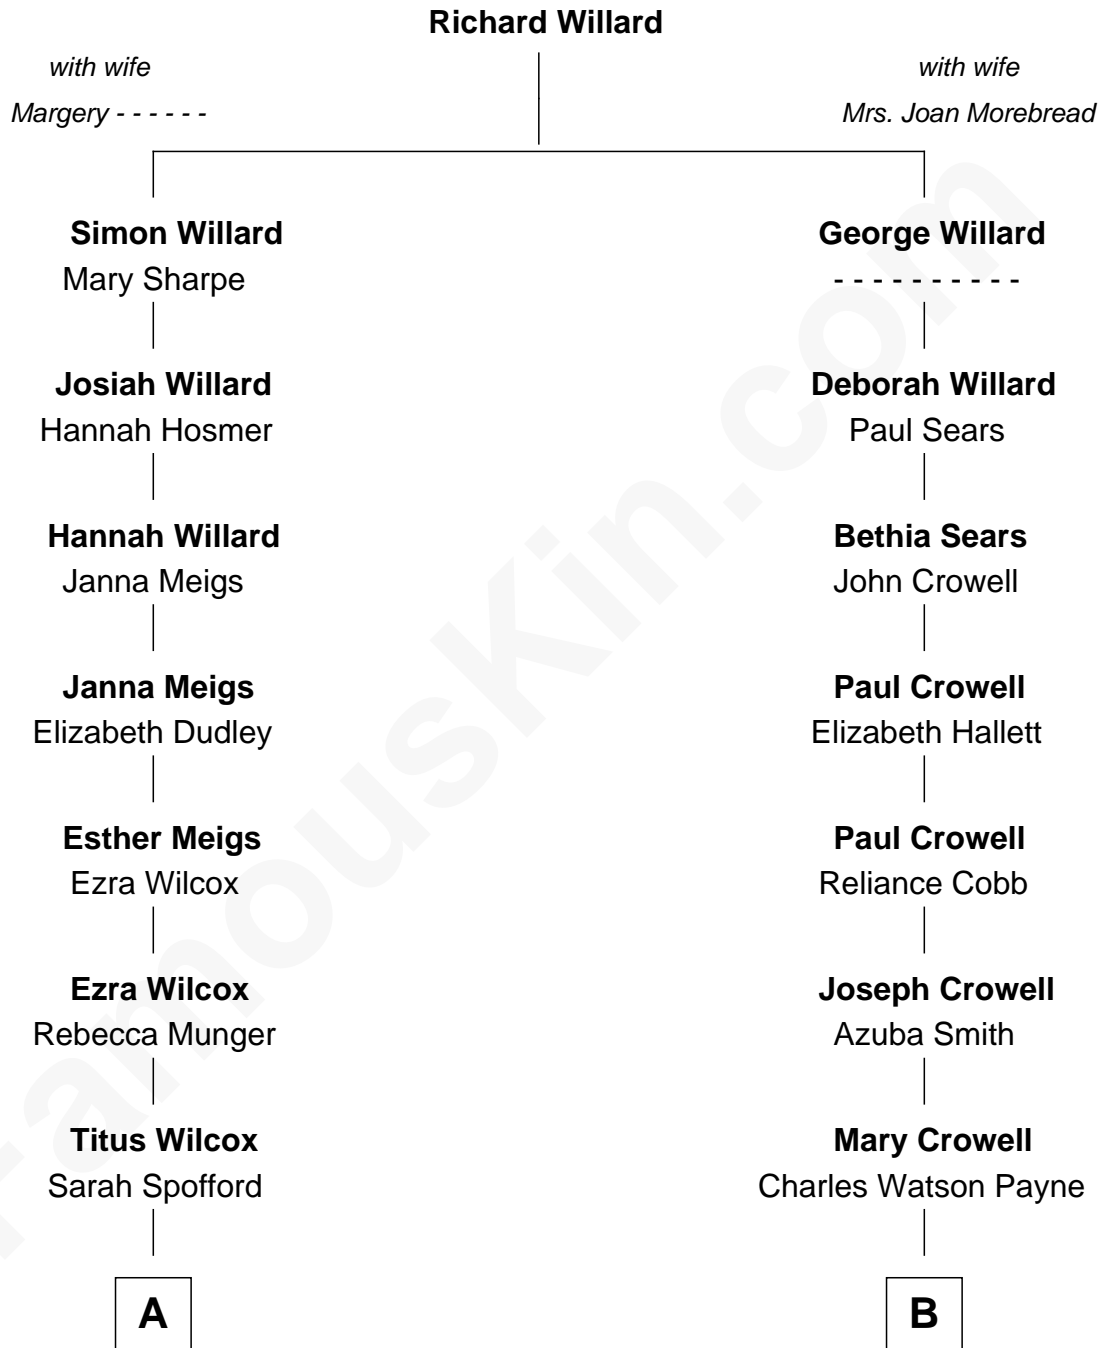 Richard Willard
with wife
Margery - - - - - -
with wife
Mrs. Joan Morebread
Simon Willard
Mary Sharpe
George Willard
- - - - - - - - - -
Josiah Willard
Hannah Hosmer
Deborah Willard
Paul Sears
Hannah Willard
Janna Meigs
Bethia Sears
John Crowell
Janna Meigs
Elizabeth Dudley
Paul Crowell
Elizabeth Hallett
Esther Meigs
Ezra Wilcox
Paul Crowell
Reliance Cobb
Ezra Wilcox
Rebecca Munger
Joseph Crowell
Azuba Smith
Titus Wilcox
Sarah Spofford
Mary Crowell
Charles Watson Payne
A
B
FamousKin.com